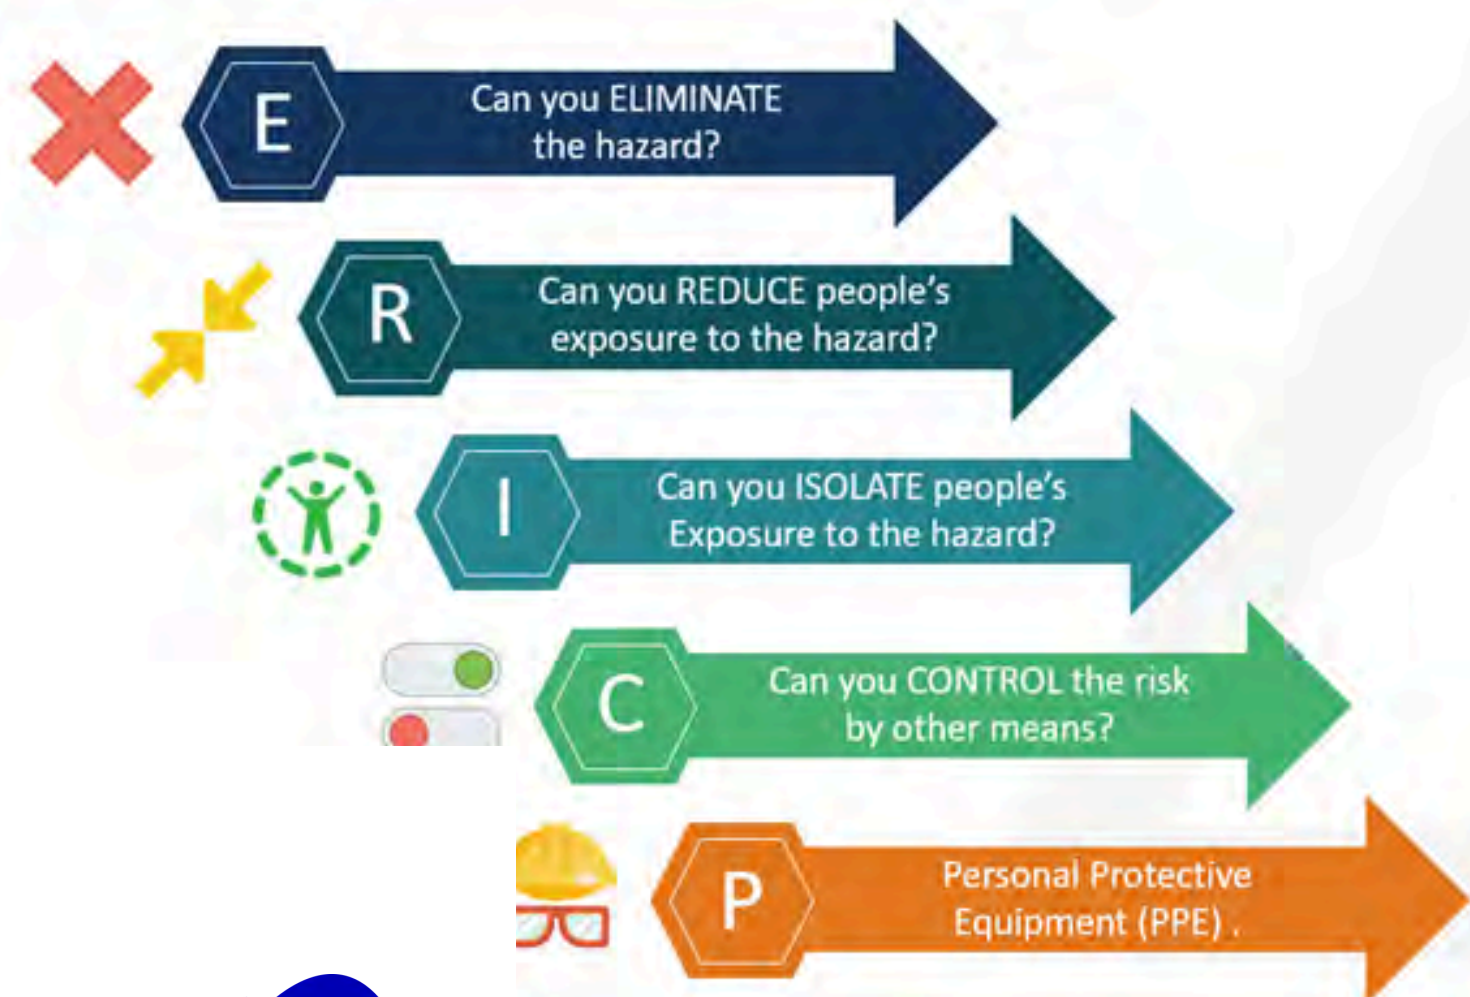 E
Can you ELIMINATE
the hazard?
R
Can you REDUCE people's
exposure to the hazard?
I
Can you ISOLATE people's
Exposure to the hazard?
C
Can you CONTROL the risk
by other means?
P
Personal Protective
Equipment (PPE) .